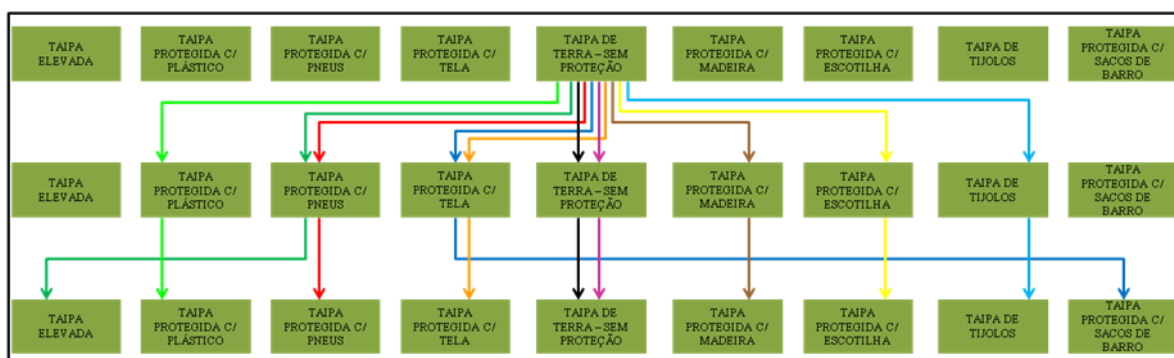 TAIPA
ELEVADA
TAIPA
PROTEGIDA C/
PLÁSTICO
TAIPA
PROTEGIDA C/
PNEUS
TAIPA
PROTEGIDA C/
TELA
TAIPA DE
TERRA – SEM
PROTEÇÃO
TAIPA
PROTEGIDA C/
MADEIRA
TAIPA
PROTEGIDA C/
ESCOTILHA
TAIPA DE
TIJOLOS
TAIPA
PROTEGIDA C/
SACOS DE
BARRO
TAIPA
ELEVADA
TAIPA
PROTEGIDA C/
PLÁSTICO
TAIPA
PROTEGIDA C/
PNEUS
TAIPA
PROTEGIDA C/
TELA
TAIPA DE
TERRA – SEM
PROTEÇÃO
TAIPA
PROTEGIDA C/
MADEIRA
TAIPA
PROTEGIDA C/
ESCOTILHA
TAIPA DE
TIJOLOS
TAIPA
PROTEGIDA C/
SACOS DE
BARRO
TAIPA
ELEVADA
TAIPA
PROTEGIDA C/
PLÁSTICO
TAIPA
PROTEGIDA C/
PNEUS
TAIPA
PROTEGIDA C/
TELA
TAIPA DE
TERRA – SEM
PROTEÇÃO
TAIPA
PROTEGIDA C/
MADEIRA
TAIPA
PROTEGIDA C/
ESCOTILHA
TAIPA DE
TIJOLOS
TAIPA
PROTEGIDA C/
SACOS DE
BARRO